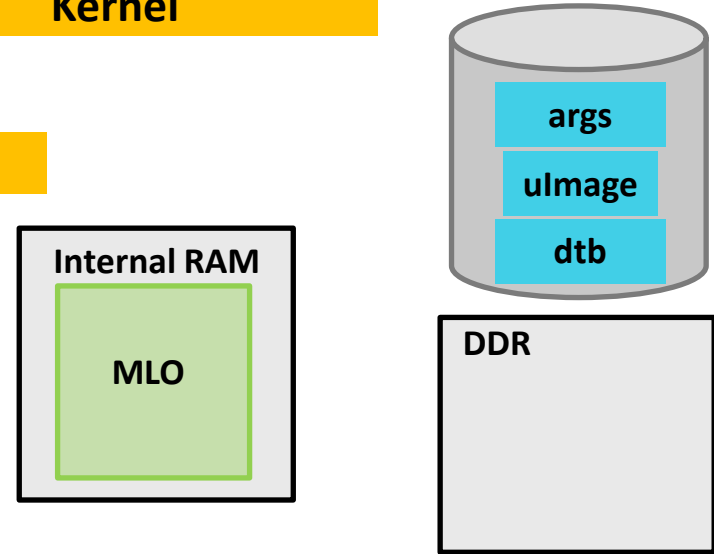 Kernel
args
uImage
dtb
Internal RAM
MLO
DDR